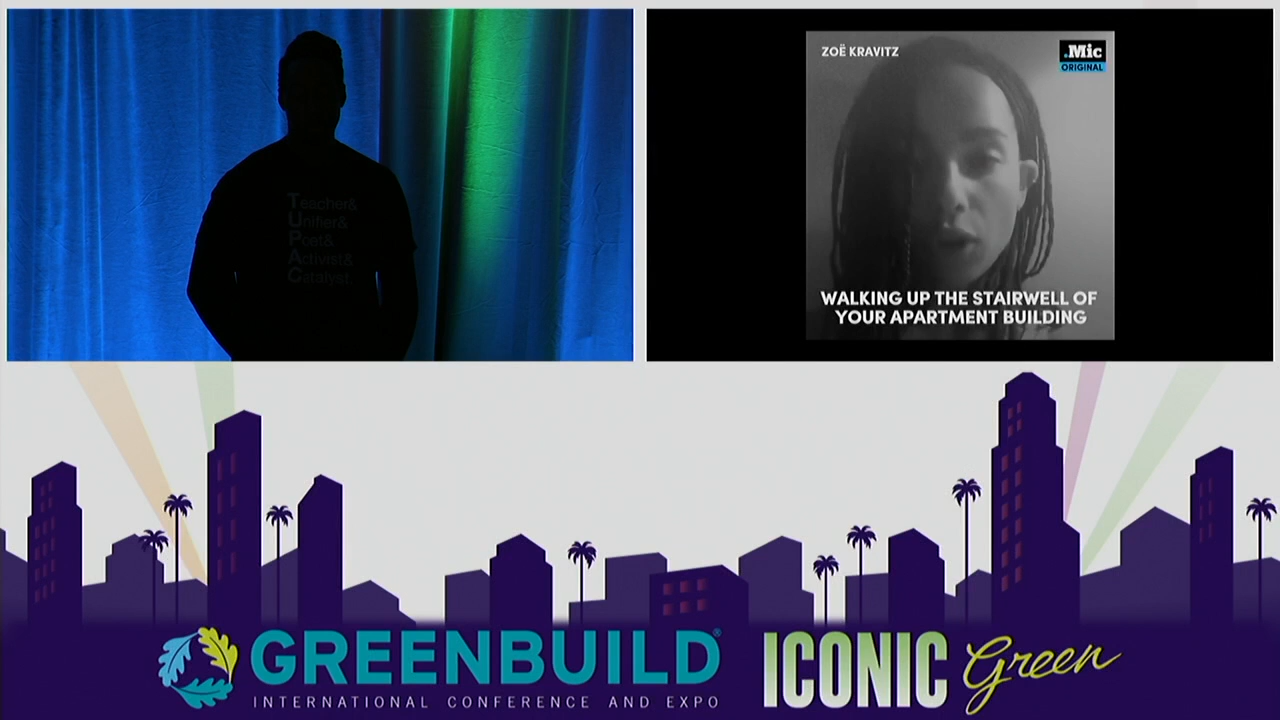 Teacher&
Unifier&
Poet&
Activist&
Catalyst.
ZOË KRAVITZ
.Mic
ORIGINAL
WALKING UP THE STAIRWELL OF
YOUR APARTMENT BUILDING
GREENBUILD®
INTERNATIONAL CONFERENCE AND EXPO
ICONIC Green